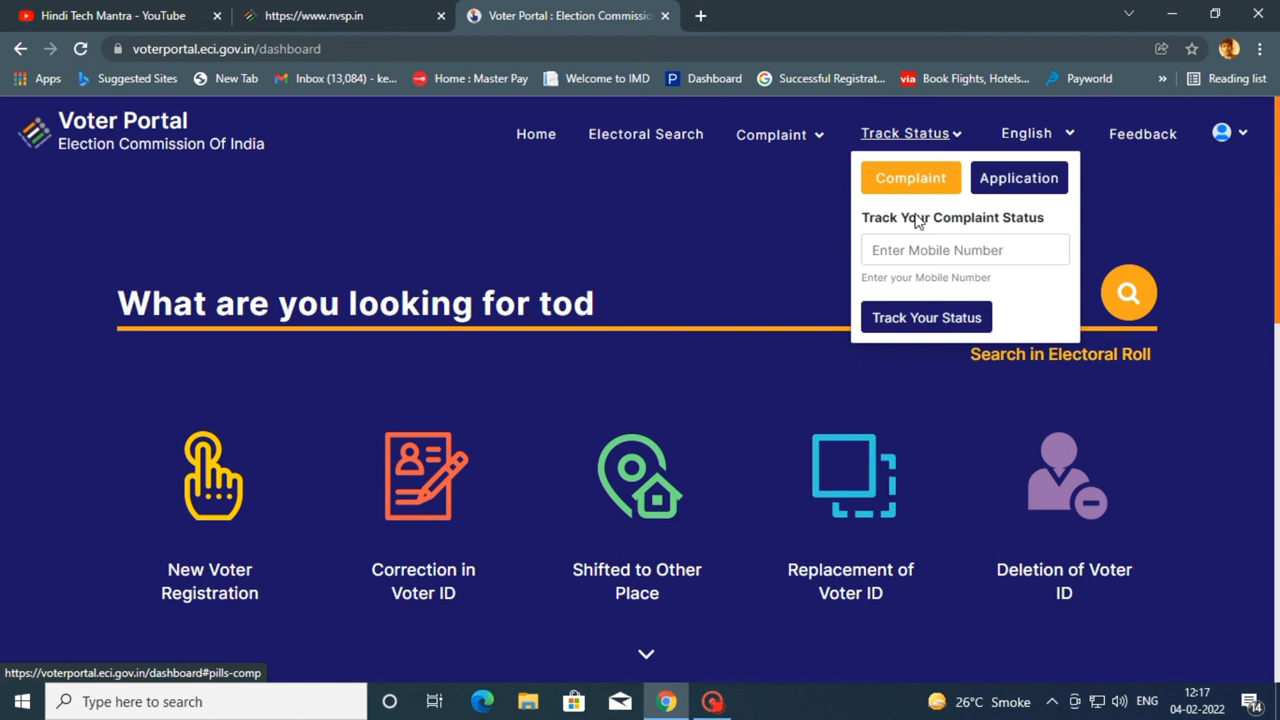 Hindi Tech Mantra - YouTube
https://www.nvsp.in
Voter Portal : Election Commissio
voterportal.eci.gov.in/dashboard
Apps
Suggested Sites
New Tab
Inbox (13,084) - ke...
Home : Master Pay
Welcome to IMD
Dashboard
Successful Registrat...
Book Flights, Hotels...
Payworld
»
Reading list
Voter Portal
Election Commission Of India
Home
Electoral Search
Complaint
Track Status
English
Feedback
Complaint
Application
Track Your Complaint Status
Enter Mobile Number
Enter your Mobile Number
Track Your Status
What are you looking for tod
Search in Electoral Roll
New Voter
Registration
Correction in
Voter ID
Shifted to Other
Place
Replacement of
Voter ID
Deletion of Voter
ID
https://voterportal.eci.gov.in/dashboard#pills-comp
Type here to search
26°C Smoke
ENG
12:17
04-02-2022
14